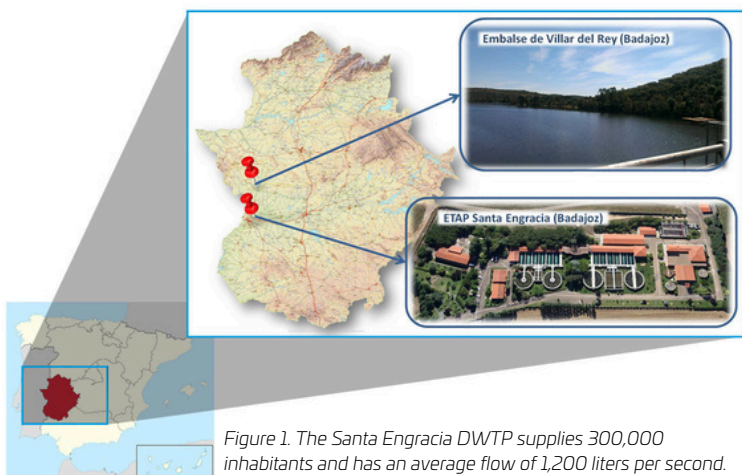 Embalse de Villar del Rey (Badajoz)
ETAP Santa Engracia (Badajoz)
Figure 1. The Santa Engracia DWTP supplies 300,000
inhabitants and has an average flow of 1,200 liters per second.